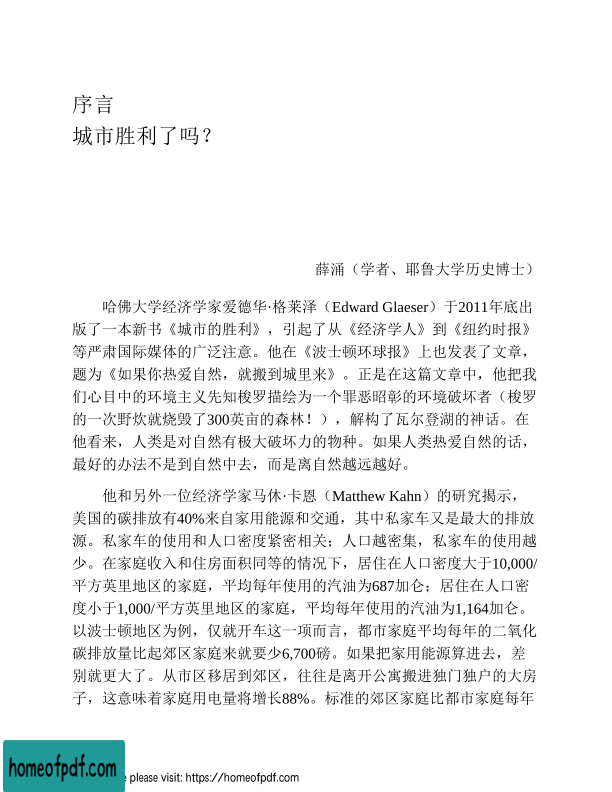 序言
城市胜利了吗？
薛涌（学者、耶鲁大学历史博士）
哈佛大学经济学家爱德华·格莱泽（Edward Glaeser）于2011年底出
版了一本新书《城市的胜利》，引起了从《经济学人》到《纽约时报》
等严肃国际媒体的广泛注意。他在《波士顿环球报》上也发表了文章，
题为《如果你热爱自然，就搬到城里来》。正是在这篇文章中，他把我
们心目中的环境主义先知梭罗描绘为一个罪恶昭彰的环境破坏者（梭罗
的一次野炊就烧毁了300英亩的森林！），解构了瓦尔登湖的神话。在
他看来，人类是对自然有极大破坏力的物种。如果人类热爱自然的话，
最好的办法不是到自然中去，而是离自然越远越好。
他和另外一位经济学家马休·卡恩（Matthew Kahn）的研究揭示，
美国的碳排放有40%来自家用能源和交通，其中私家车又是最大的排放
源。私家车的使用和人口密度紧密相关；人口越密集，私家车的使用越
少。在家庭收入和住房面积同等的情况下，居住在人口密度大于10,000/
平方英里地区的家庭，平均每年使用的汽油为687加仑；居住在人口密
度小于1,000/平方英里地区的家庭，平均每年使用的汽油为1,164加仑。
以波士顿地区为例，仅就开车这一项而言，都市家庭平均每年的二氧化
碳排放量比起郊区家庭来就要少6,700磅。如果把家用能源算进去，差
别就更大了。从市区移居到郊区，往往是离开公寓搬进独门独户的大房
子，这意味着家庭用电量将增长88%。标准的郊区家庭比都市家庭每年
homeofpdf.com
e please visit: https://homeofpdf.com